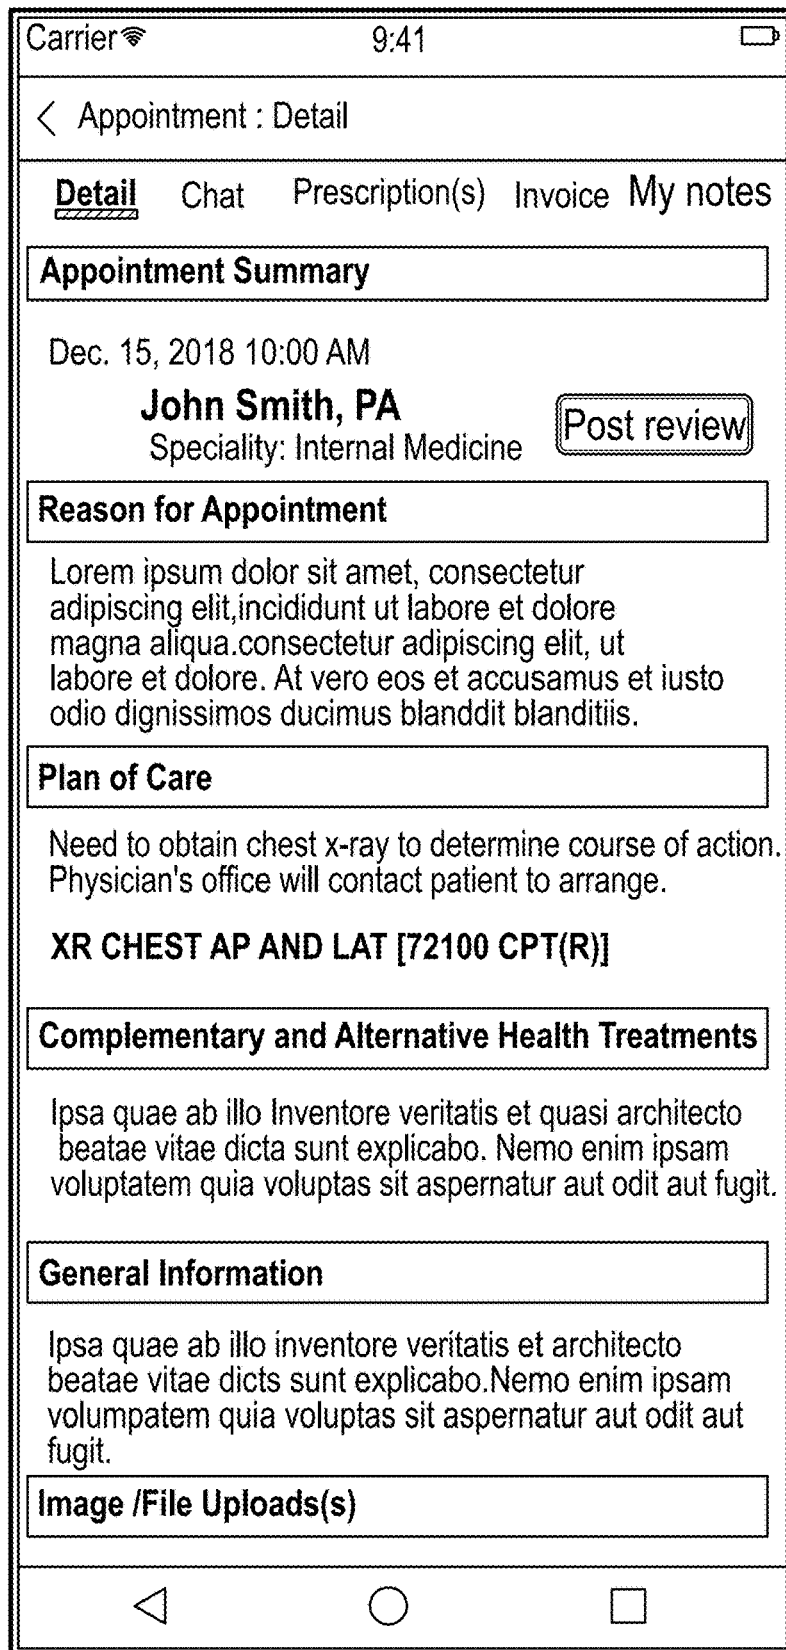 Carrier 9:41
Appointment : Detail
Detail Chat Prescription(s) Invoice My notes
Appointment Summary
Dec. 15, 2018 10:00 AM
John Smith, PA
Speciality: Internal Medicine
Post review
Reason for Appointment
Lorem ipsum dolor sit amet, consectetur
adipiscing elit,incididunt ut labore et dolore
magna aliqua.consectetur adipiscing elit, ut
labore et dolore. At vero eos et accusamus et iusto
odio dignissimos ducimus blanddit blanditiis.
Plan of Care
Need to obtain chest x-ray to determine course of action.
Physician's office will contact patient to arrange.
XR CHEST AP AND LAT [72100 CPT(R)]
Complementary and Alternative Health Treatments
Ipsa quae ab illo Inventore veritatis et quasi architecto
beatae vitae dicta sunt explicabo. Nemo enim ipsam
voluptatem quia voluptas sit aspernatur aut odit aut fugit.
General Information
Ipsa quae ab illo inventore veritatis et architecto
beatae vitae dicts sunt explicabo.Nemo enim ipsam
volumpatem quia voluptas sit aspernatur aut odit aut
fugit.
Image /File Uploads(s)